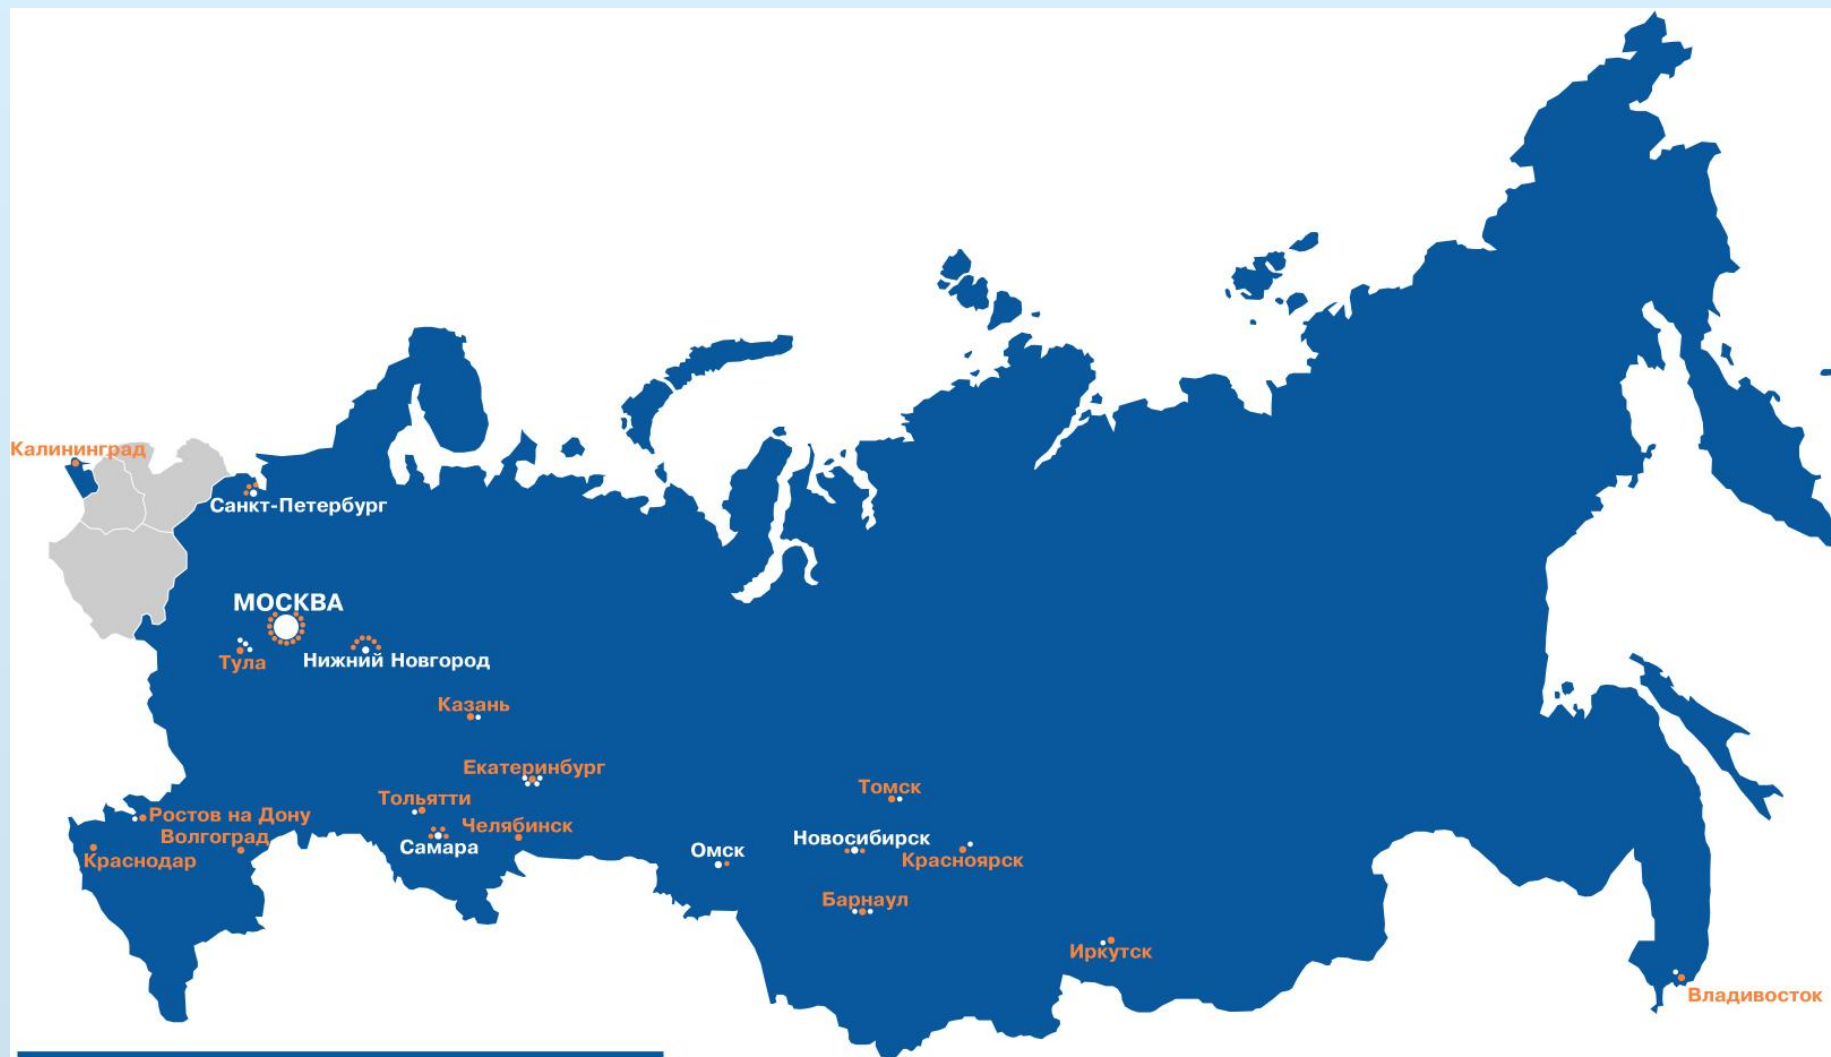 Калининград
Санкт-Петербург
МОСКВА
Тула
Нижний Новгород
Казань
Екатеринбург
Томск
Тольятти
Ростов на Дону
Челябинск
Волгоград
Новосибирск
Самара
Омск
Краснодар
Красноярск
Барнаул
Иркутск
Владивосток